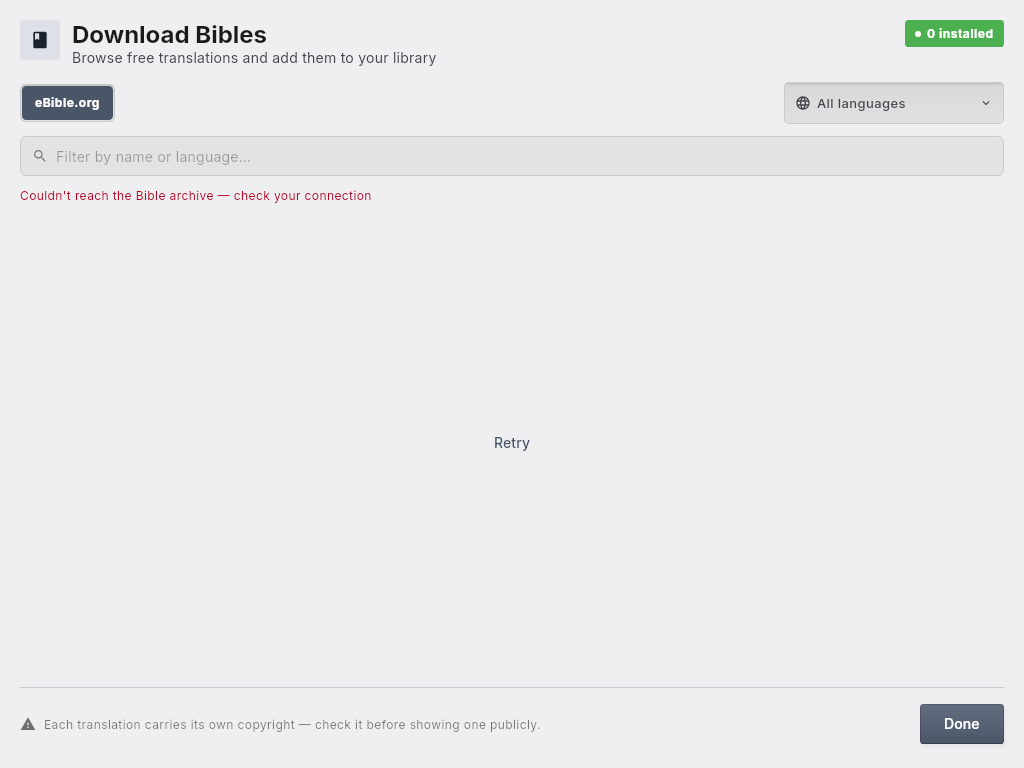 Download Bibles
Browse free translations and add them to your library
0 installed
eBible.org
All languages
Filter by name or language...
Couldn't reach the Bible archive — check your connection
Retry
Each translation carries its own copyright — check it before showing one publicly.
Done